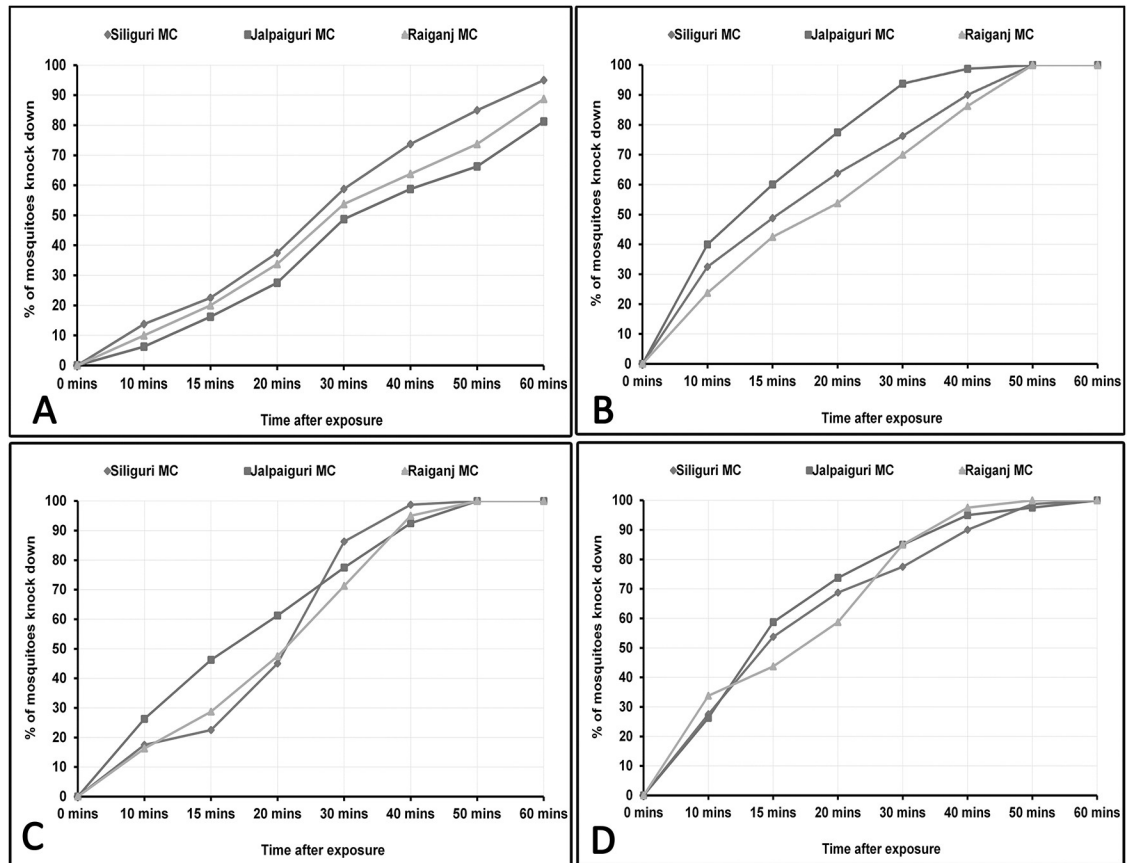 Siliguri MC Jalpaiguri MC Raiganj MC
% of mosquitoes knock down
100
90
80
70
60
50
40
30
20
10
0
0 mins 10 mins 15 mins 20 mins 30 mins 40 mins 50 mins 60 mins
Time after exposure
A
Siliguri MC Jalpaiguri MC Raiganj MC
% of mosquitoes knock down
100
90
80
70
60
50
40
30
20
10
0
0 mins 10 mins 15 mins 20 mins 30 mins 40 mins 50 mins 60 mins
Time after exposure
B
Siliguri MC Jalpaiguri MC Raiganj MC
% of mosquitoes knock down
100
90
80
70
60
50
40
30
20
10
0
0 mins 10 mins 15 mins 20 mins 30 mins 40 mins 50 mins 60 mins
Time after exposure
C
Siliguri MC Jalpaiguri MC Raiganj MC
% of mosquitoes knock down
100
90
80
70
60
50
40
30
20
10
0
0 mins 10 mins 15 mins 20 mins 30 mins 40 mins 50 mins 60 mins
Time after exposure
D